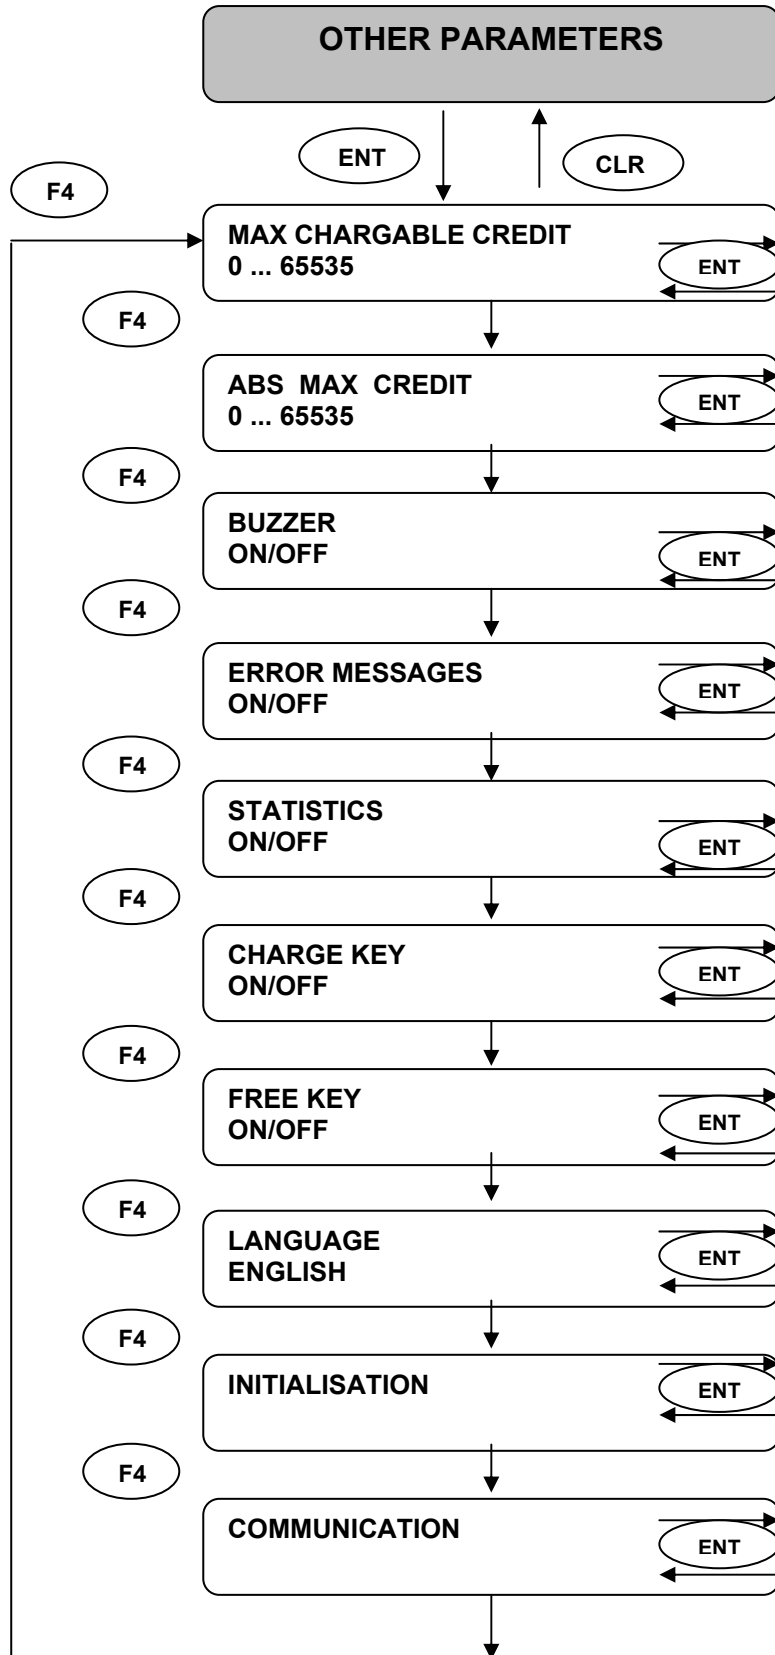 OTHER PARAMETERS
ENT
CLR
F4
MAX CHARGABLE CREDIT
0 ... 65535
ENT
F4
ABS MAX CREDIT
0 ... 65535
ENT
F4
BUZZER
ON/OFF
ENT
F4
ERROR MESSAGES
ON/OFF
ENT
F4
STATISTICS
ON/OFF
ENT
F4
CHARGE KEY
ON/OFF
ENT
F4
FREE KEY
ON/OFF
ENT
F4
LANGUAGE
ENGLISH
ENT
F4
INITIALISATION
ENT
F4
COMMUNICATION
ENT